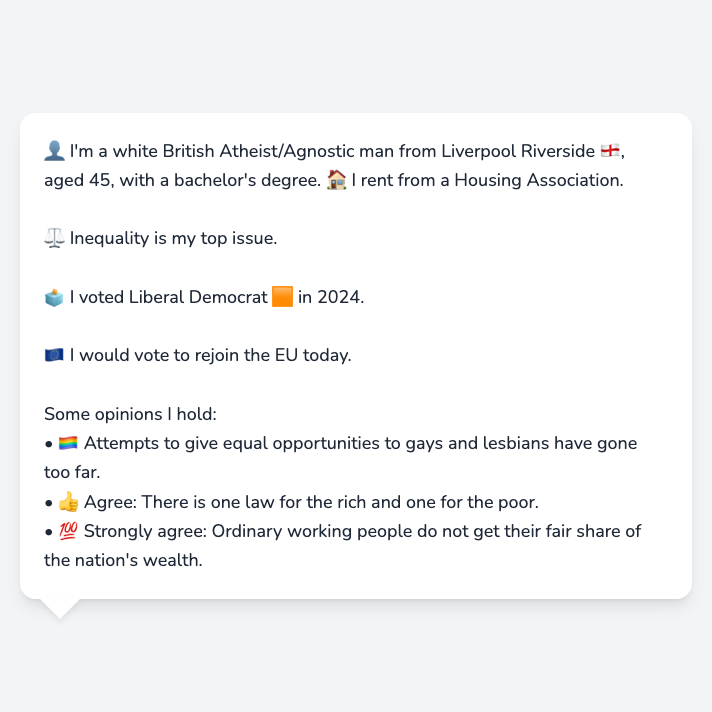 👤 I'm a white British Atheist/Agnostic man from Liverpool Riverside 🏴󠁧󠁢󠁥󠁮󠁧󠁿,
aged 45, with a bachelor's degree. 🏠 I rent from a Housing Association.
⚖️ Inequality is my top issue.
🗳️ I voted Liberal Democrat 🟧 in 2024.
🇪🇺 I would vote to rejoin the EU today.
Some opinions I hold:
• 🏳️‍🌈 Attempts to give equal opportunities to gays and lesbians have gone
too far.
• 👍 Agree: There is one law for the rich and one for the poor.
• 💯 Strongly agree: Ordinary working people do not get their fair share of
the nation's wealth.